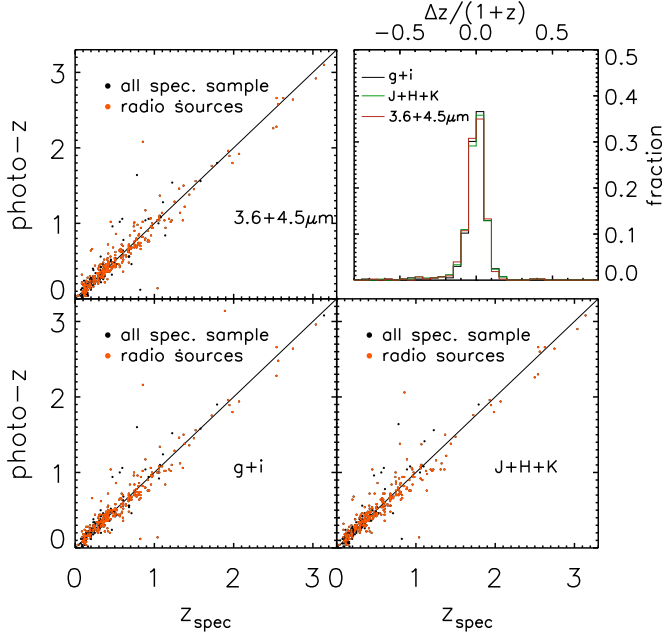 Δz/(1+z)
−0.5 0.0 0.5
3
2
1
0
photo−z
all spec. sample
radio sources
3.6+4.5μm
g+i
J+H+K
3.6+4.5μm
0.5
0.4
0.3
0.2
0.1
0.0
fraction
3
2
1
0
photo−z
all spec. sample
radio sources
g+i
all spec. sample
radio sources
J+H+K
0 1 2 3 0 1 2 3
z_spec z_spec